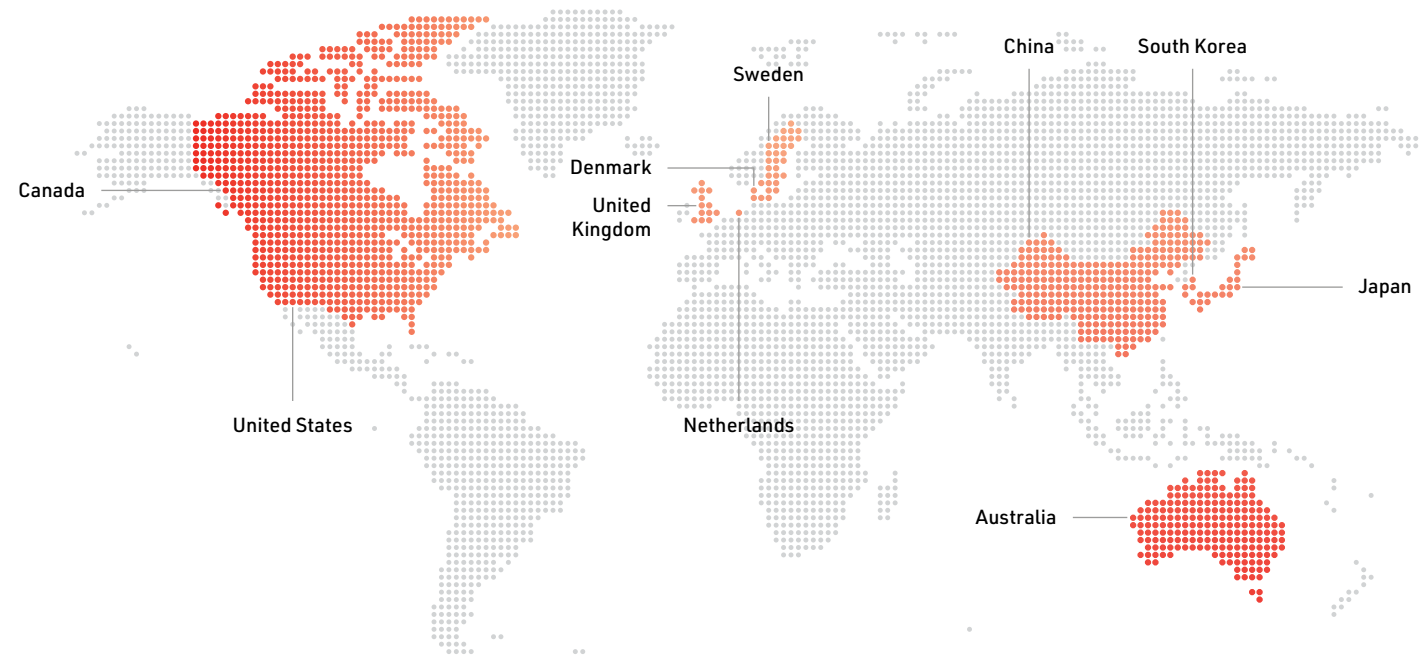 China
South Korea
Sweden
Denmark
Canada
United
Kingdom
Japan
United States
Netherlands
Australia